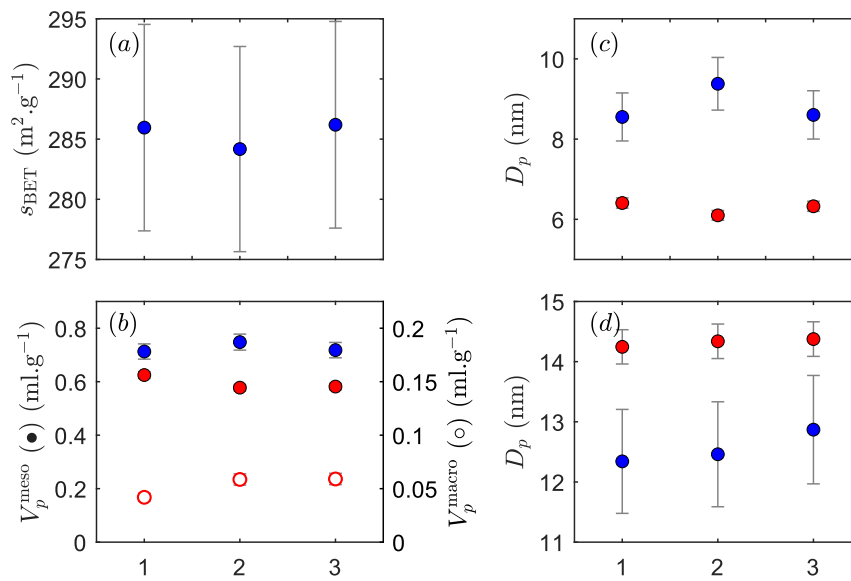 (a)
295
290
285
280
275
s_BET (m².g⁻¹)
(c)
10
8
6
D_p (nm)
(b)
0.8
0.6
0.4
0.2
0
V_p^meso (●) (ml.g⁻¹)
0.2
0.15
0.1
0.05
0
V_p^macro (○) (ml.g⁻¹)
1 2 3
(d)
15
14
13
12
11
D_p (nm)
1 2 3